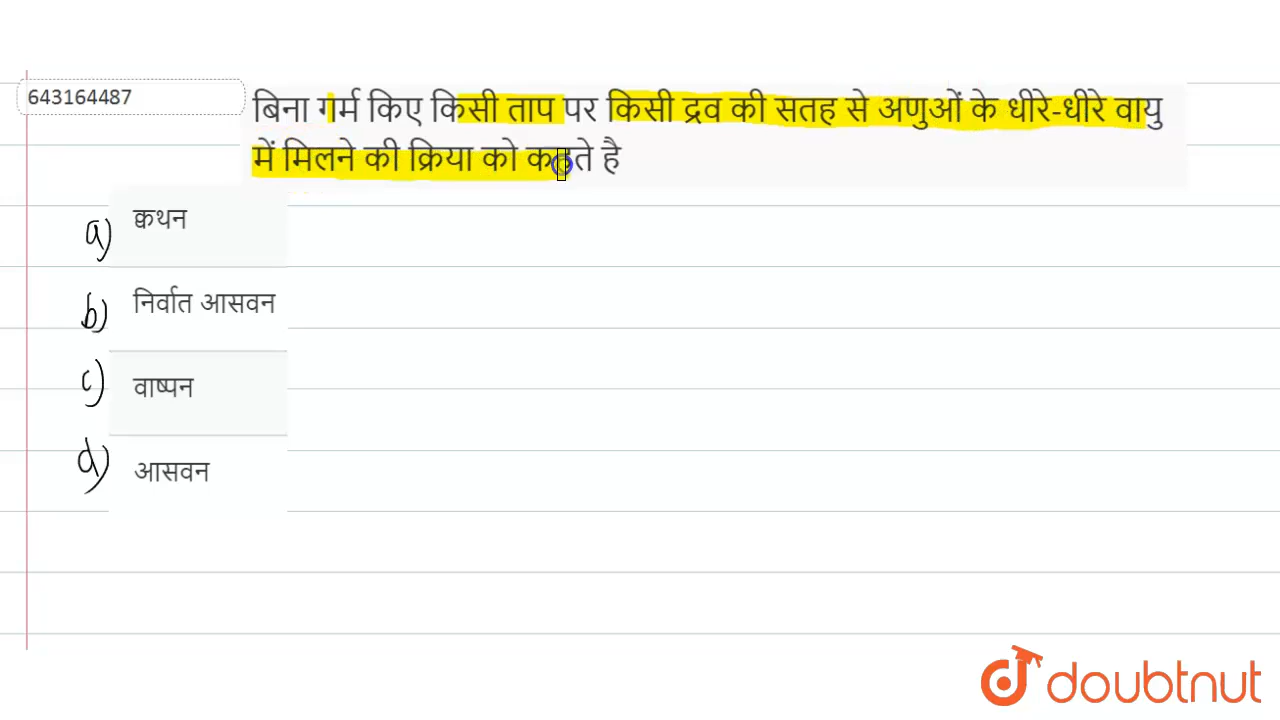 643164487
बिना गर्म किए किसी ताप पर किसी द्रव की सतह से अणुओं के धीरे-धीरे वायु
में मिलने की क्रिया को कहते है
a) क्वथन
b) निर्वात आसवन
c) वाष्पन
d) आसवन
doubtnut